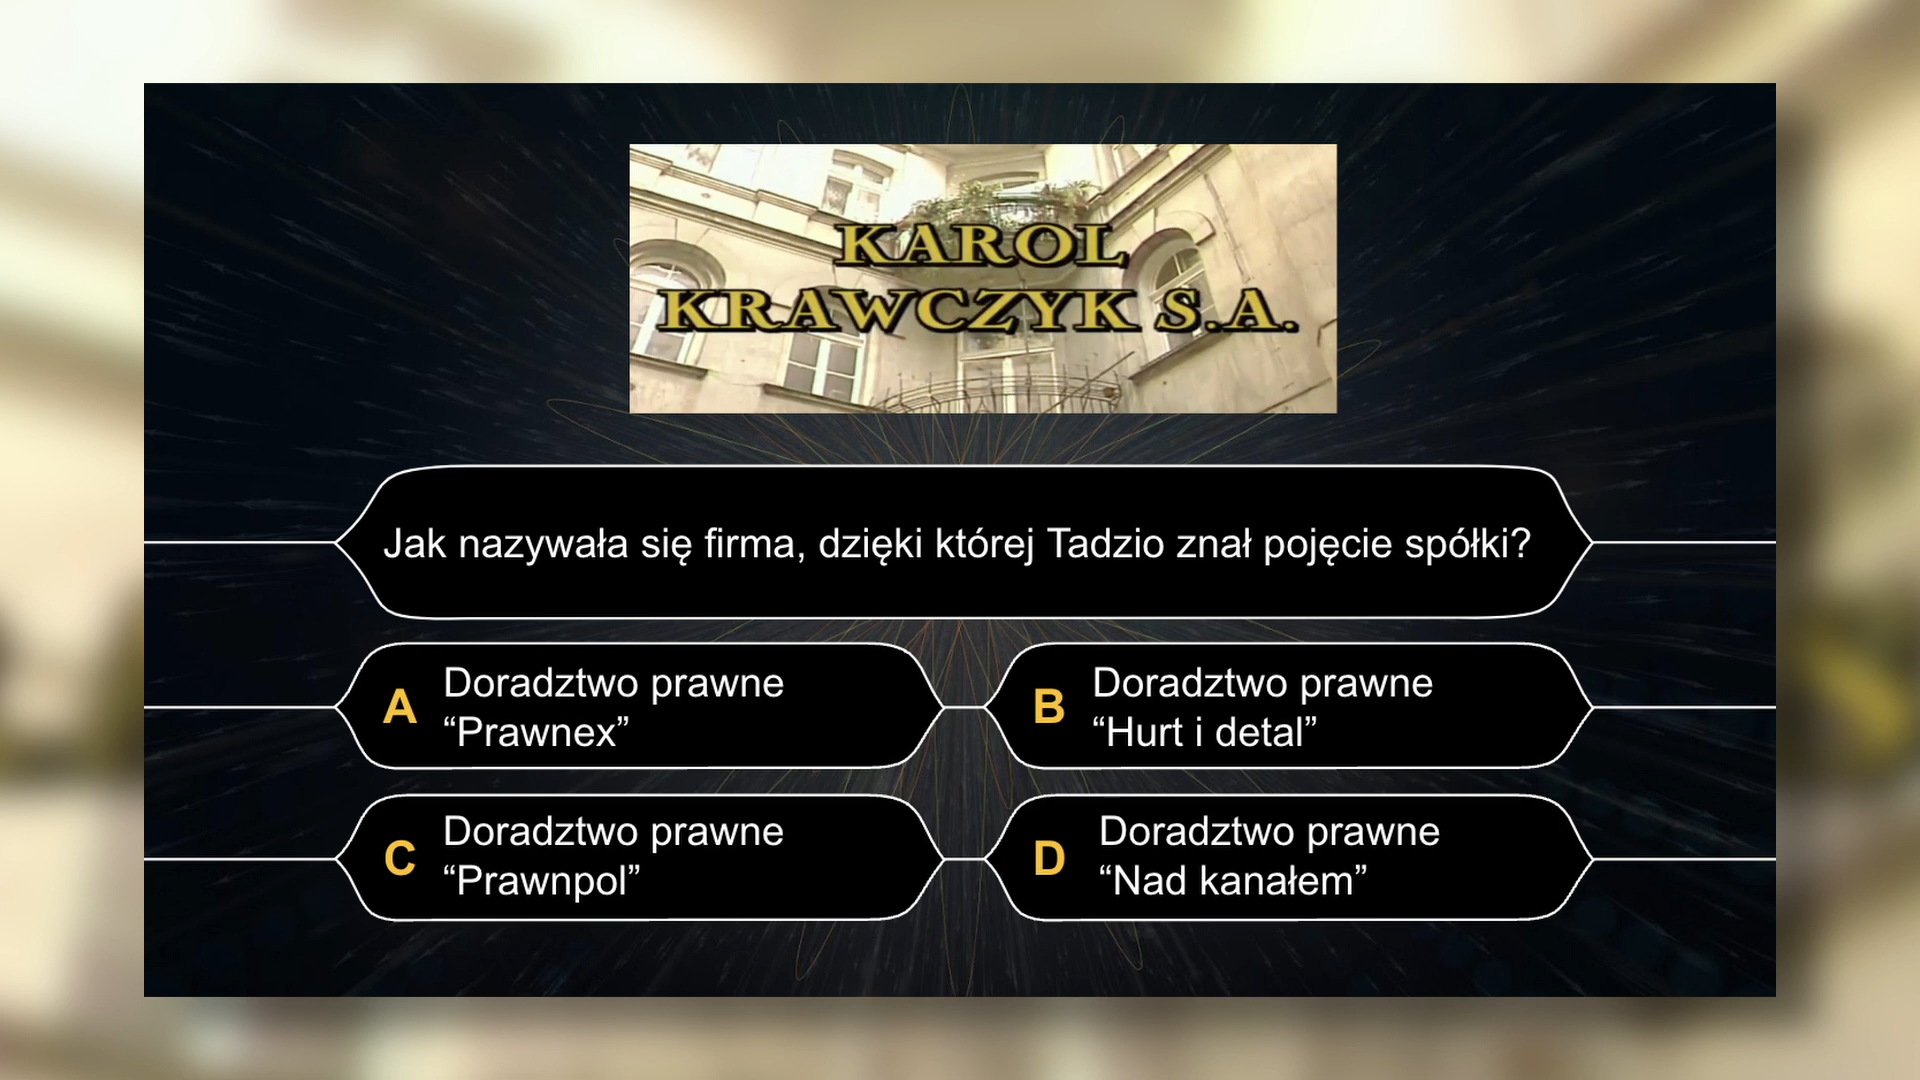 KAROL
KRAWCZYK S.A.
Jak nazywała się firma, dzięki której Tadzio znał pojęcie spółki?
A Doradztwo prawne
“Prawnex”
B Doradztwo prawne
“Hurt i detal”
C Doradztwo prawne
“Prawnpol”
D Doradztwo prawne
“Nad kanałem”